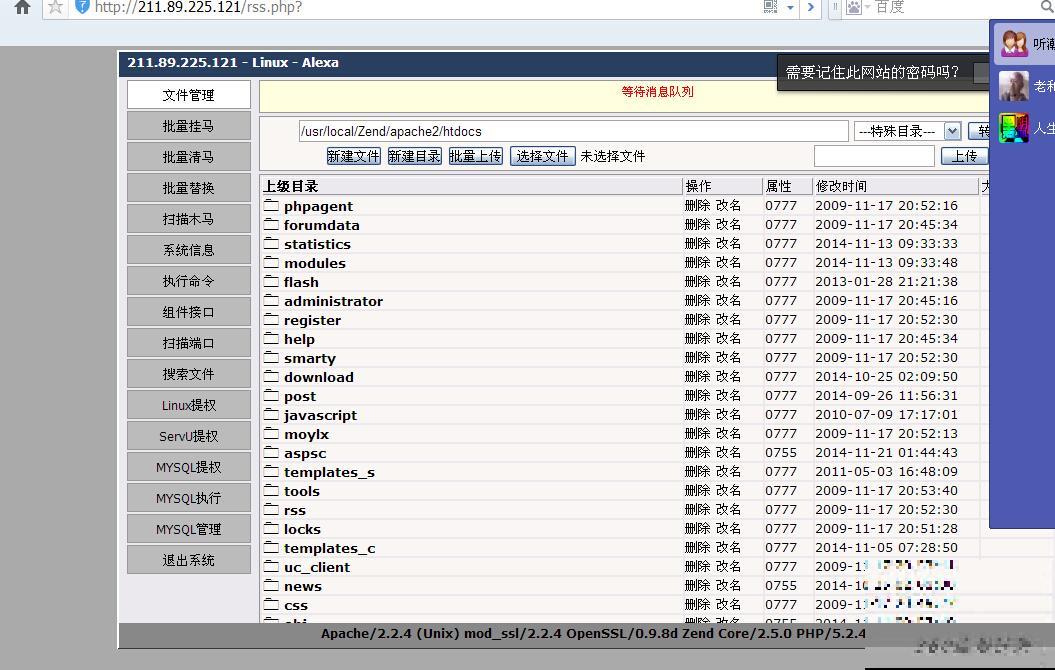 http://211.89.225.121/rss.php?
百度
211.89.225.121 - Linux - Alexa
需要记住此网站的密码吗?
听
老和
人生
文件管理
等待消息队列
批量挂马
/usr/local/Zend/apache2/htdocs
---特殊目录---
转
新建文件 新建目录 批量上传 选择文件 未选择文件
上传
批量清马
批量替换
扫描木马
系统信息
执行命令
组件接口
扫描端口
搜索文件
Linux提权
ServU提权
MYSQL提权
MYSQL执行
MYSQL管理
退出系统
上级目录 操作 属性 修改时间
phpagent 删除 改名 0777 2009-11-17 20:52:16
forumdata 删除 改名 0777 2009-11-17 20:45:34
statistics 删除 改名 0777 2014-11-13 09:33:33
modules 删除 改名 0777 2014-11-13 09:33:48
flash 删除 改名 0777 2013-01-28 21:21:38
administrator 删除 改名 0777 2009-11-17 20:45:16
register 删除 改名 0777 2009-11-17 20:52:30
help 删除 改名 0777 2009-11-17 20:45:34
smarty 删除 改名 0777 2009-11-17 20:52:30
download 删除 改名 0777 2014-10-25 02:09:50
post 删除 改名 0777 2014-09-26 11:56:31
javascript 删除 改名 0777 2010-07-09 17:17:01
moylx 删除 改名 0777 2009-11-17 20:52:13
aspsc 删除 改名 0755 2014-11-21 01:44:43
templates_s 删除 改名 0777 2011-05-03 16:48:09
tools 删除 改名 0777 2009-11-17 20:53:40
rss 删除 改名 0777 2009-11-17 20:52:30
locks 删除 改名 0777 2009-11-17 20:51:28
templates_c 删除 改名 0777 2014-11-05 07:28:50
uc_client 删除 改名 0777 2009-1
news 删除 改名 0755 2014-1
css 删除 改名 0777 2009-1
Apache/2.2.4 (Unix) mod_ssl/2.2.4 OpenSSL/0.9.8d Zend Core/2.5.0 PHP/5.2.4